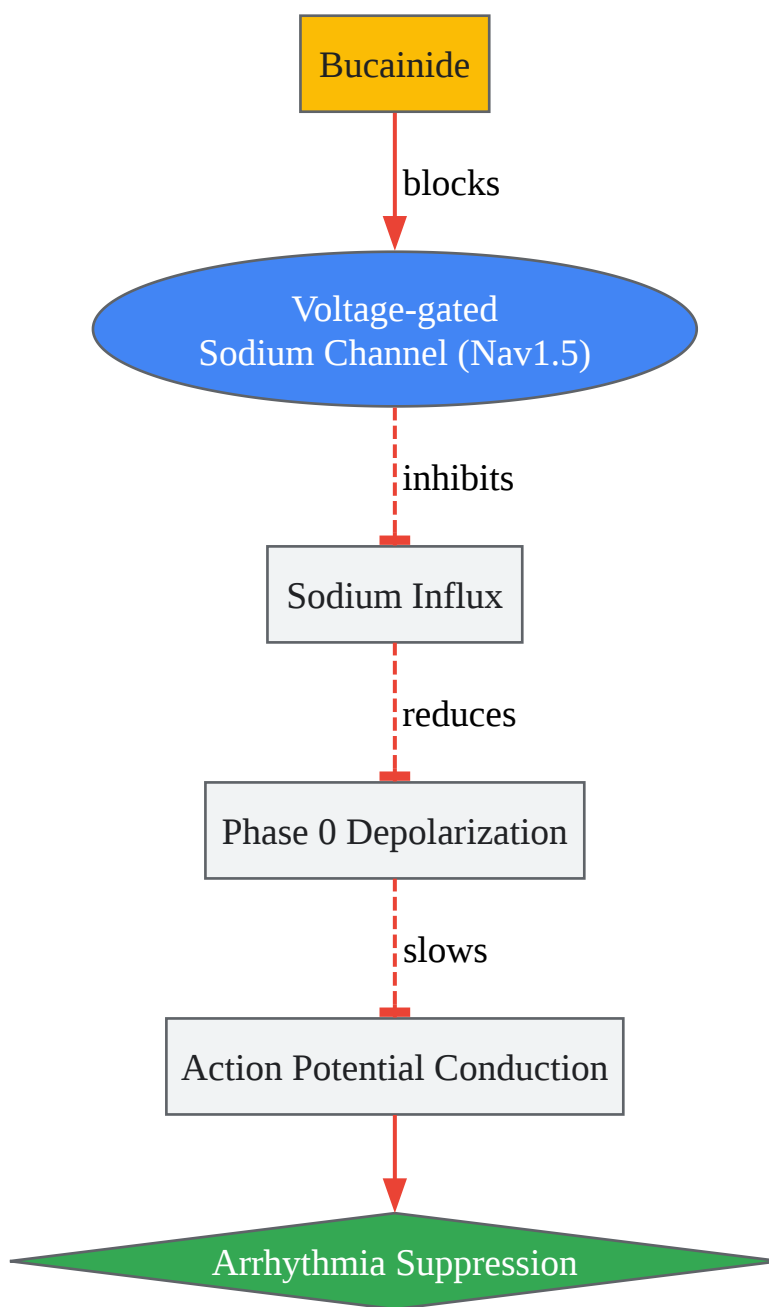 Bucainide
blocks
Voltage-gated
Sodium Channel (Nav1.5)
inhibits
Sodium Influx
reduces
Phase 0 Depolarization
slows
Action Potential Conduction
Arrhythmia Suppression